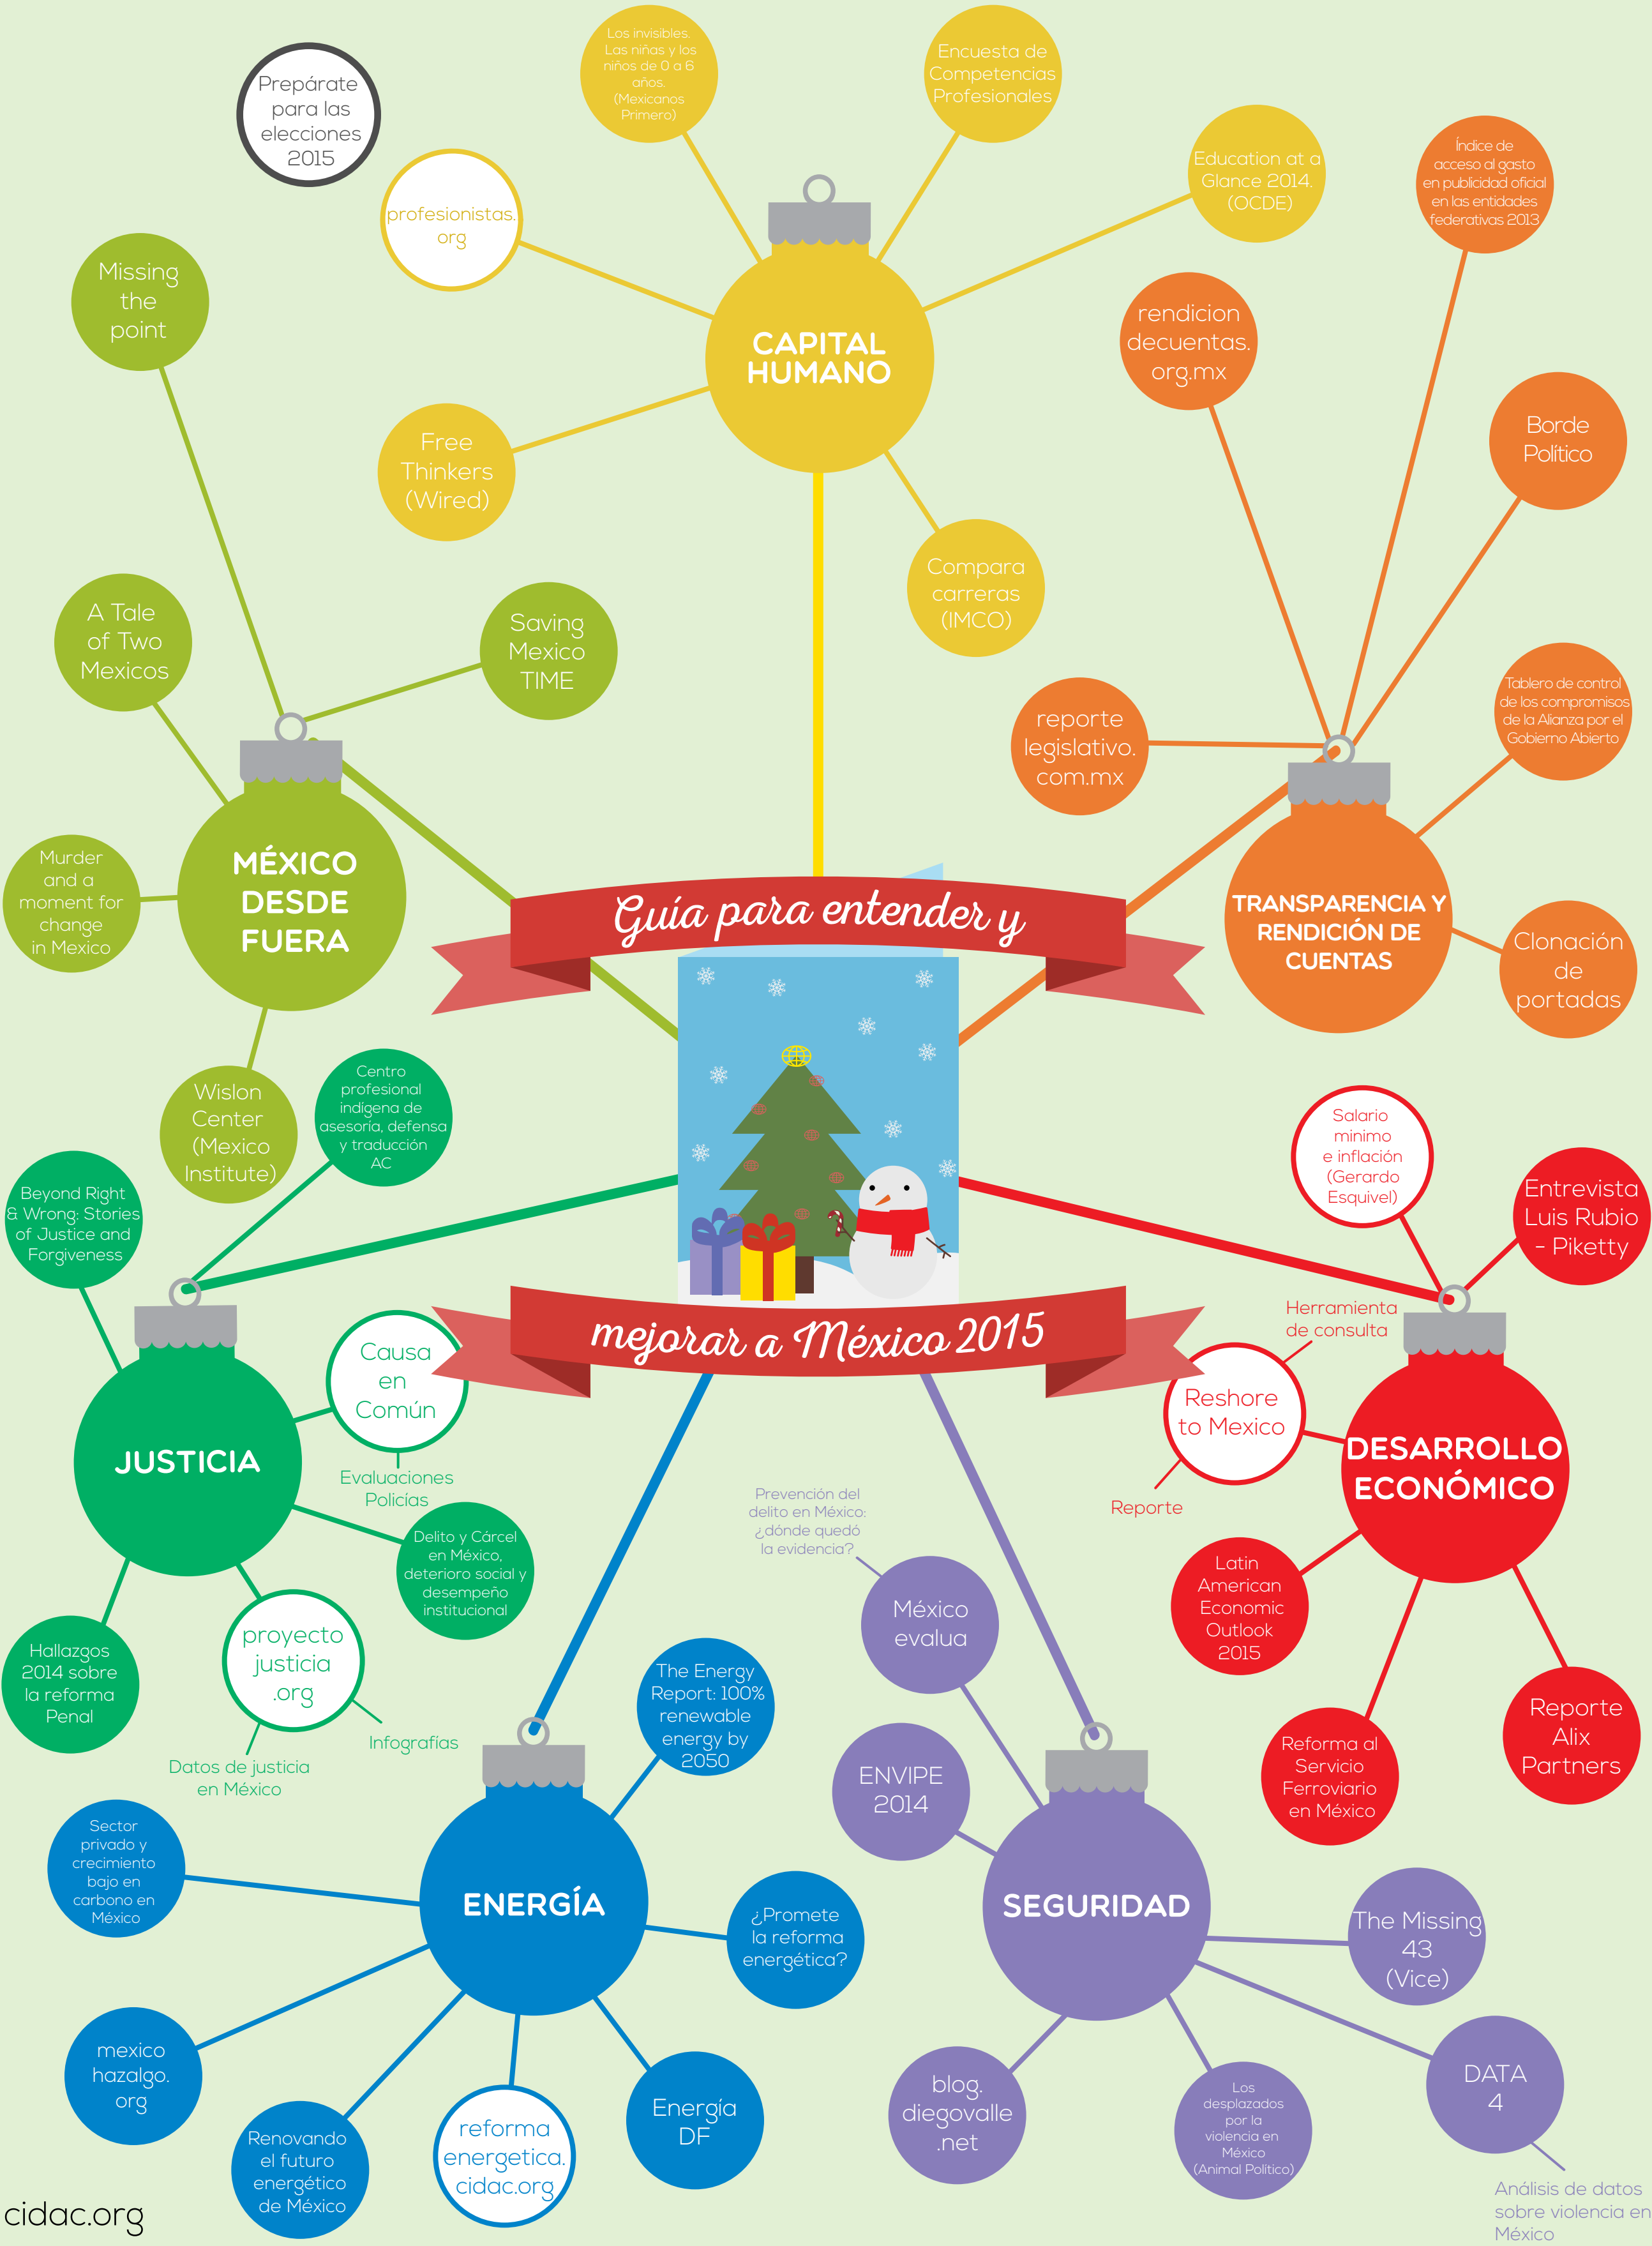 Prepárate
para las
elecciones
2015
Los invisibles.
Las niñas y los
niños de 0 a 6
años.
(Mexicanos
Primero)
Encuesta de
Competencias
Profesionales
Education at a
Glance 2014.
(OCDE)
profesionistas.
org
CAPITAL
HUMANO
Free
Thinkers
(Wired)
Compara
carreras
(IMCO)
Índice de
acceso al gasto
en publicidad oficial
en las entidades
federativas 2013
rendicion
decuentas.
org.mx
Borde
Político
reporte
legislativo.
com.mx
Tablero de control
de los compromisos
de la Alianza por el
Gobierno Abierto
TRANSPARENCIA Y
RENDICIÓN DE
CUENTAS
Clonación
de
portadas
Missing
the
point
A Tale
of Two
Mexicos
Saving
Mexico
TIME
MÉXICO
DESDE
FUERA
Murder
and a
moment for
change
in Mexico
Wislon
Center
(Mexico
Institute)
Guía para entender y
mejorar a México 2015
Centro
profesional
indígena de
asesoría, defensa
y traducción
AC
Beyond Right
& Wrong: Stories
of Justice and
Forgiveness
JUSTICIA
Causa
en
Común
Evaluaciones
Policías
Delito y Cárcel
en México,
deterioro social y
desempeño
institucional
Hallazgos
2014 sobre
la reforma
Penal
proyecto
justicia
.org
Infografías
Datos de justicia
en México
Salario
minimo
e inflación
(Gerardo
Esquivel)
Entrevista
Luis Rubio
- Piketty
Herramienta
de consulta
Reshore
to Mexico
Reporte
DESARROLLO
ECONÓMICO
Latin
American
Economic
Outlook
2015
Reforma al
Servicio
Ferroviario
en México
Reporte
Alix
Partners
The Energy
Report: 100%
renewable
energy by
2050
Sector
privado y
crecimiento
bajo en
carbono en
México
ENERGÍA
¿Promete
la reforma
energética?
mexico
hazalgo.
org
Renovando
el futuro
energético
de México
reforma
energetica.
cidac.org
Energía
DF
Prevención del
delito en México:
¿dónde quedó
la evidencia?
México
evalua
ENVIPE
2014
SEGURIDAD
The Missing
43
(Vice)
blog.
diegovalle
.net
Los
desplazados
por la
violencia en
México
(Animal Político)
DATA
4
Análisis de datos
sobre violencia en
México
cidac.org